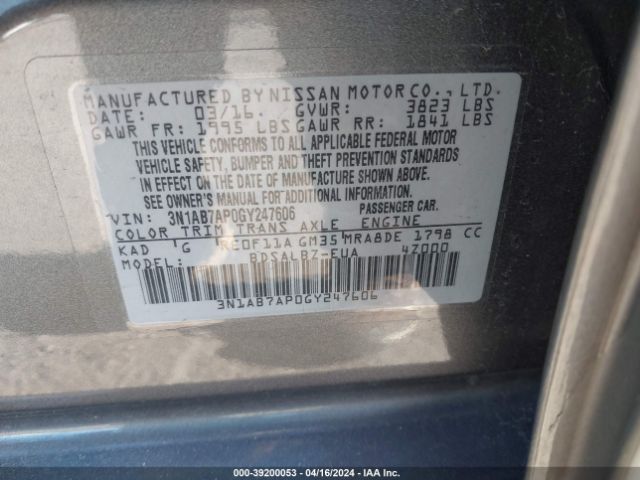 MANUFACTURED BY NISSAN MOTOR CO., LTD.
DATE: 03/16. GVWR: 3823 LBS
GAWR FR: 1995 LBS GAWR RR: 1841 LBS
THIS VEHICLE CONFORMS TO ALL APPLICABLE FEDERAL MOTOR
VEHICLE SAFETY, BUMPER AND THEFT PREVENTION STANDARDS
IN EFFECT ON THE DATE OF MANUFACTURE SHOWN ABOVE.
SEE OWNER'S MANUAL FOR ADDITIONAL INFORMATION.
VIN: 3N1AB7AP0GY247606 PASSENGER CAR.
COLOR TRIM TRANS AXLE ENGINE
KAD G RE0F11A GM35 MRA8DE 1798 CC
MODEL: BDSALBZ-EUA 4Z000
3N1AB7AP0GY247606
000-39200053 - 04/16/2024 - IAA Inc.